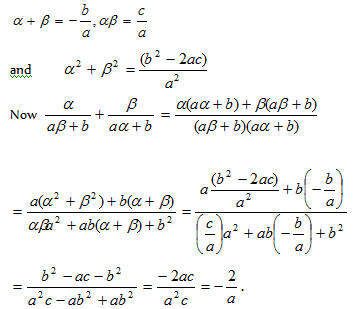 α + β = −b/a, αβ = c/a
and α² + β² = (b² − 2ac)/a²
Now α/(aβ + b) + β/(aα + b) = (α(aα + b) + β(aβ + b))/((aβ + b)(aα + b))
= (a(α² + β²) + b(α + β))/(αβa² + ab(α + β) + b²) = (a (b² − 2ac)/a² + b(−b/a))/((c/a)a² + ab(−b/a) + b²)
= (b² − ac − b²)/(a²c − ab² + ab²) = −2ac/a²c = −2/a.